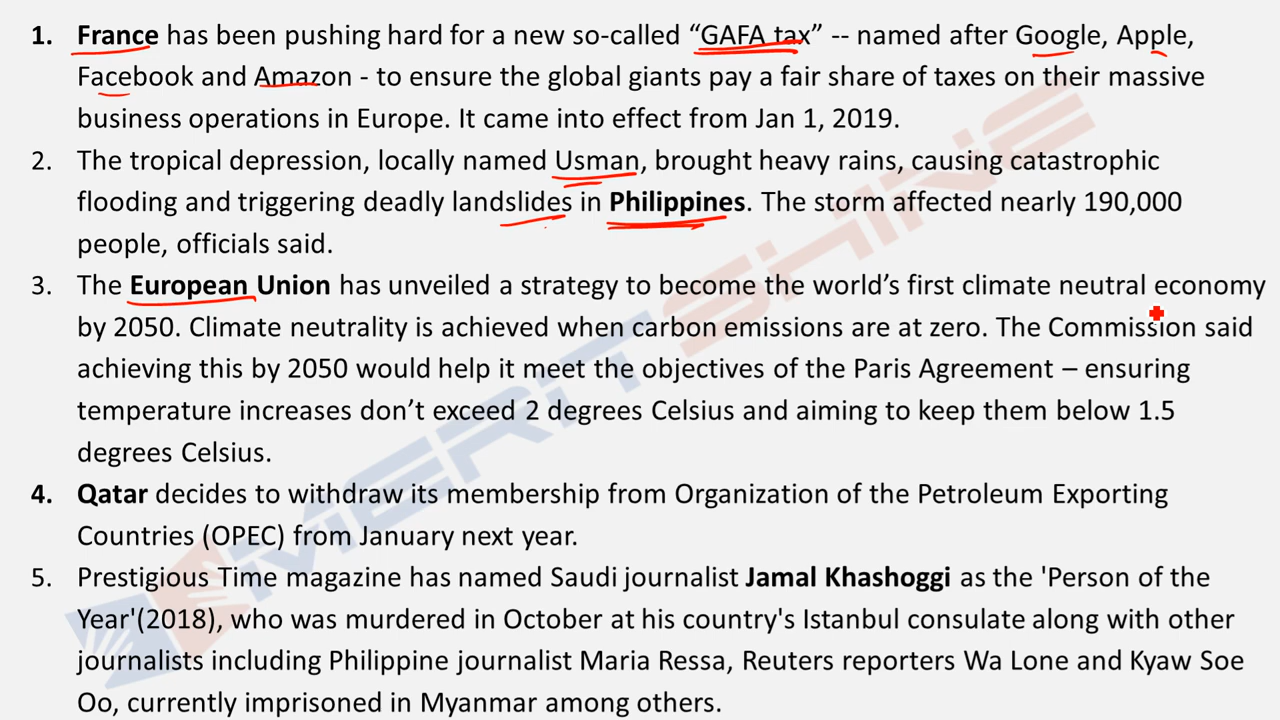 1. France has been pushing hard for a new so-called “GAFA tax” -- named after Google, Apple,
Facebook and Amazon - to ensure the global giants pay a fair share of taxes on their massive
business operations in Europe. It came into effect from Jan 1, 2019.
2. The tropical depression, locally named Usman, brought heavy rains, causing catastrophic
flooding and triggering deadly landslides in Philippines. The storm affected nearly 190,000
people, officials said.
3. The European Union has unveiled a strategy to become the world’s first climate neutral economy
by 2050. Climate neutrality is achieved when carbon emissions are at zero. The Commission said
achieving this by 2050 would help it meet the objectives of the Paris Agreement – ensuring
temperature increases don’t exceed 2 degrees Celsius and aiming to keep them below 1.5
degrees Celsius.
4. Qatar decides to withdraw its membership from Organization of the Petroleum Exporting
Countries (OPEC) from January next year.
5. Prestigious Time magazine has named Saudi journalist Jamal Khashoggi as the 'Person of the
Year'(2018), who was murdered in October at his country's Istanbul consulate along with other
journalists including Philippine journalist Maria Ressa, Reuters reporters Wa Lone and Kyaw Soe
Oo, currently imprisoned in Myanmar among others.
MERITSHINE